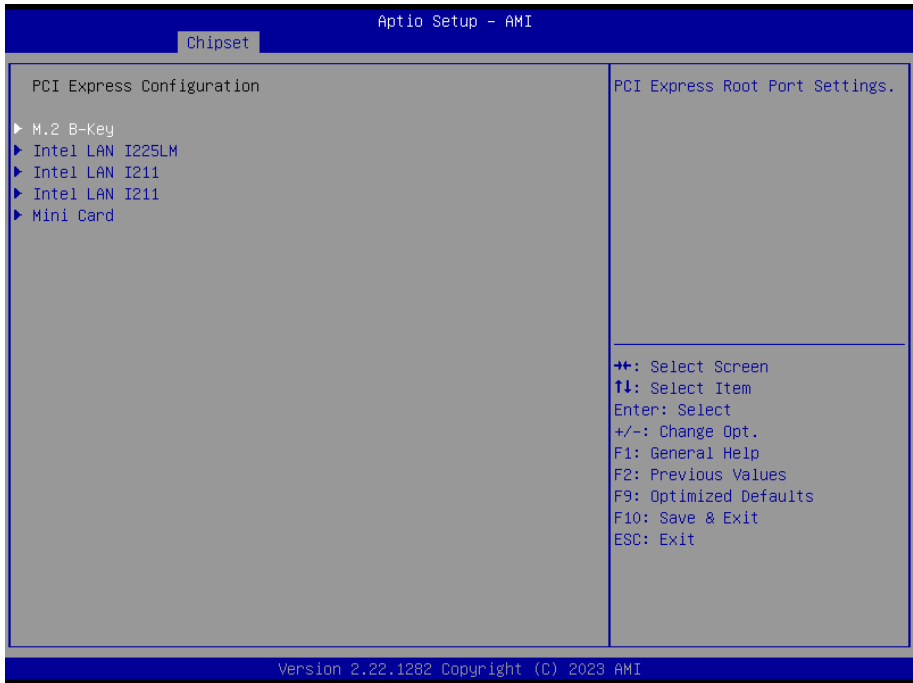 Aptio Setup – AMI
Chipset
PCI Express Configuration
▶ M.2 B-Key
▶ Intel LAN I225LM
▶ Intel LAN I211
▶ Intel LAN I211
▶ Mini Card
PCI Express Root Port Settings.
→←: Select Screen
↑↓: Select Item
Enter: Select
+/-: Change Opt.
F1: General Help
F2: Previous Values
F9: Optimized Defaults
F10: Save & Exit
ESC: Exit
Version 2.22.1282 Copyright (C) 2023 AMI